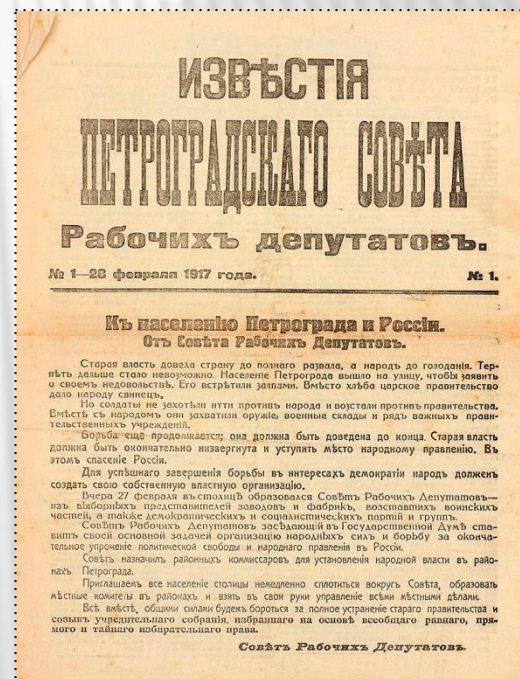 ИЗВѢСТІЯ
ПЕТРОГРАДСКАГО СОВѢТА
Рабочихъ депутатовъ.
№ 1—28 февраля 1917 года. № 1.
Къ населенію Петрограда и Россіи.
Отъ Совѣта Рабочихъ Депутатовъ.
Старая власть довела страну до полнаго развала, а народъ до голоданія. Тер-
пѣть дальше стало невозможно. Населеніе Петрограда вышло на улицу, чтобы заявить
о своемъ недовольствѣ. Его встрѣтили залпами. Вмѣсто хлѣба царское правительство
дало народу свинецъ,
Но солдаты не захотѣли итти противъ народа и возстали противъ правительства.
Вмѣстѣ съ народомъ они захватили оружіе, военные склады и рядъ важныхъ прави-
тельственныхъ учрежденій.
Борьба ещё продолжается; она должна быть доведена до конца. Старая власть
должна быть окончательно низвергнута и уступить мѣсто народному правленію. Въ
этомъ спасеніе Россіи.
Для успѣшнаго завершенія борьбы въ интересахъ демократіи народъ долженъ
создать свою собственную властную организацію.
Вчера 27 февраля въ столицѣ образовался Совѣтъ Рабочихъ Депутатовъ—
изъ выборныхъ представителей заводовъ и фабрикъ, возставшихъ воинскихъ
частей, а также демократическихъ и соціалистическихъ партій и группъ.
Совѣтъ Рабочихъ Депутатовъ засѣдающій въ Государственной Думѣ ста-
витъ своей основной задачей организацію народныхъ силъ и борьбу за оконча-
тельное упроченіе политической свободы и народнаго правленія въ Россіи.
Совѣтъ назначилъ районныхъ комиссаровъ для установленія народной власти въ райо-
нахъ Петрограда.
Приглашаемъ все населеніе столицы немедленно сплотиться вокругъ Совѣта, образовать
мѣстные комитеты въ районахъ и взять въ свои руки управленіе всѣми мѣстными дѣлами.
Всѣ вмѣстѣ, общими силами будемъ бороться за полное устраненіе стараго правительства и
созывъ учредительнаго собранія, избраннаго на основѣ всеобщаго равнаго, пря-
мого и тайнаго избирательнаго права.
Совѣтъ Рабочихъ Депутатовъ.